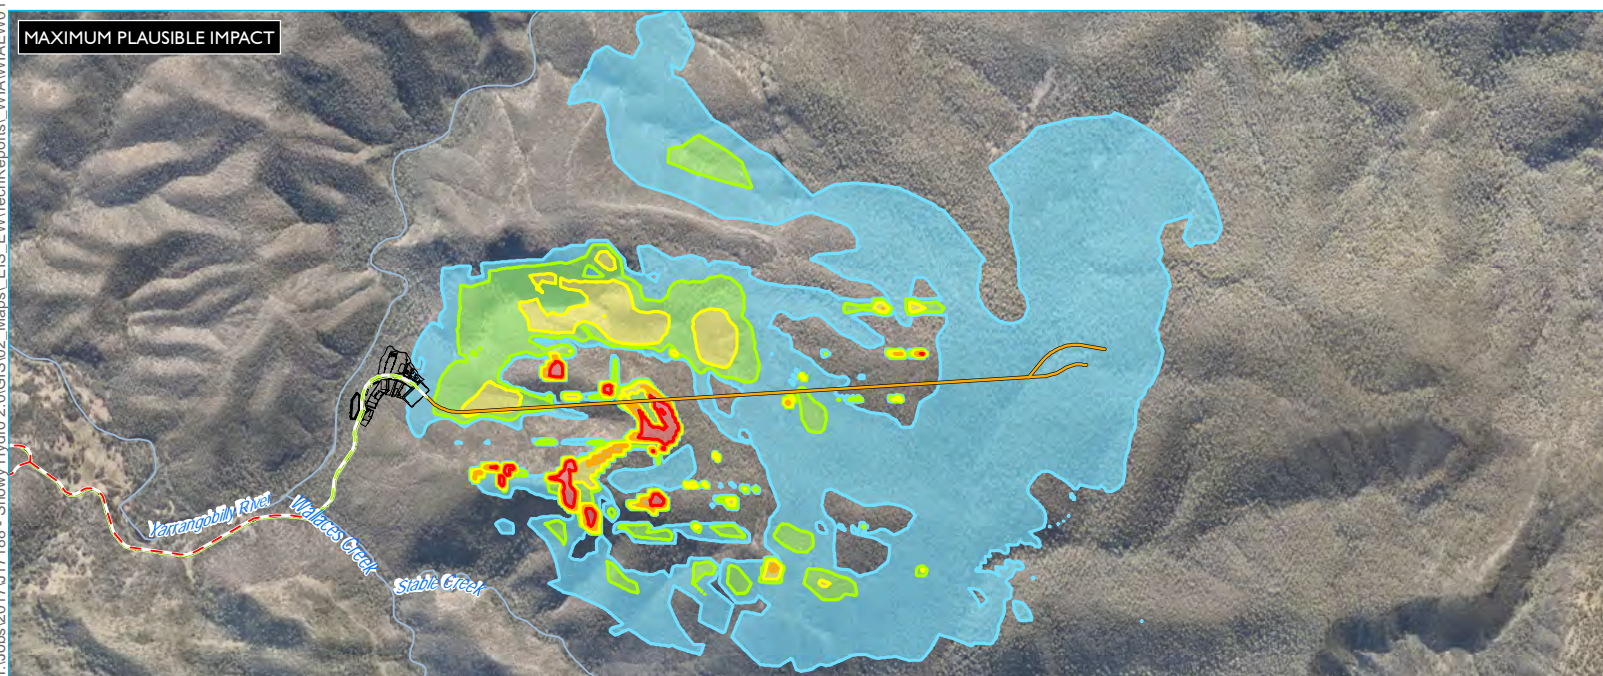 MAXIMUM PLAUSIBLE IMPACT
Yarrangobilly River
Wallaces Creek
Stable Creek